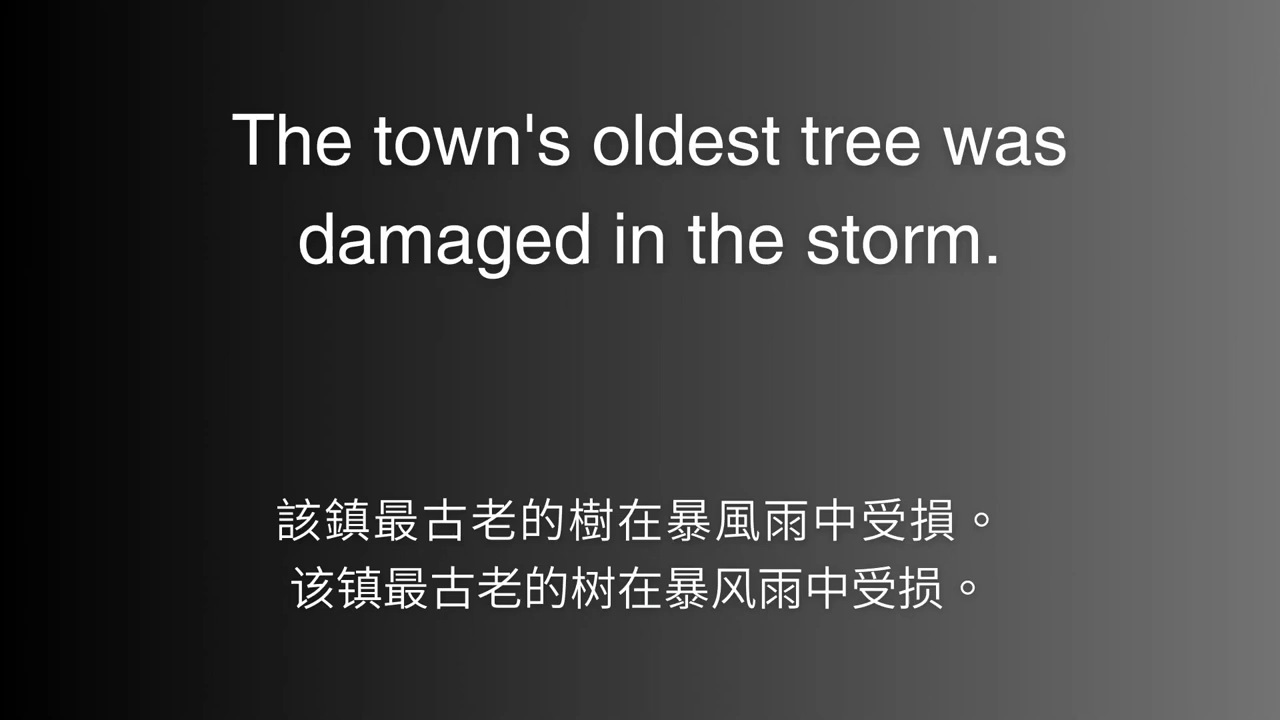 The town's oldest tree was
damaged in the storm.
該鎮最古老的樹在暴風雨中受損。
该镇最古老的树在暴风雨中受损。